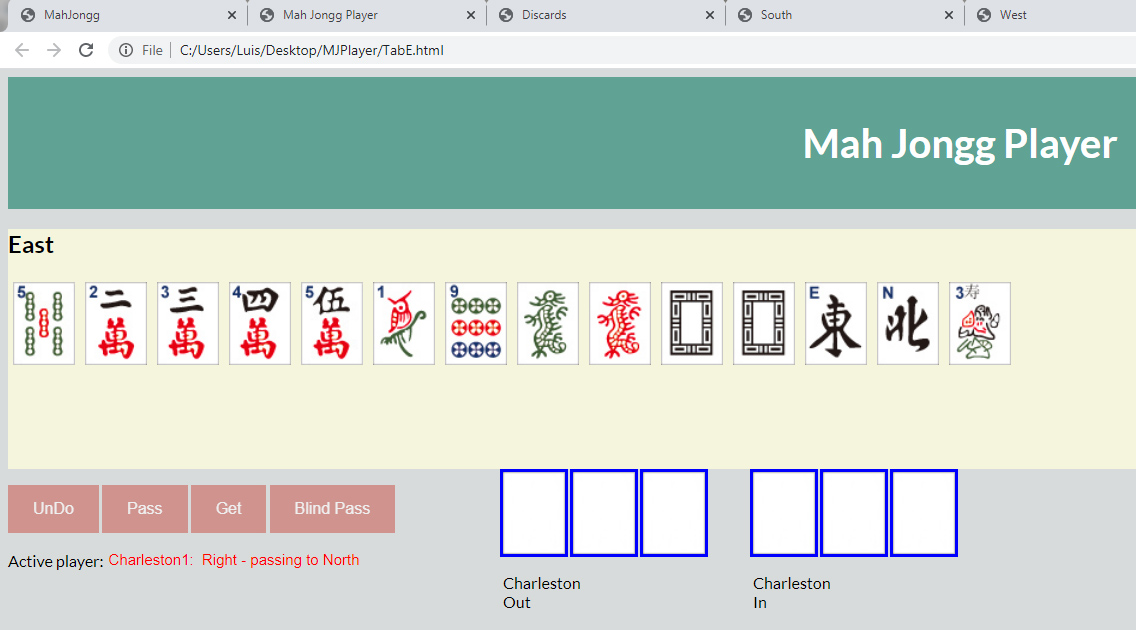 MahJongg
Mah Jongg Player
Discards
South
West
File
C:/Users/Luis/Desktop/MJPlayer/TabE.html
Mah Jongg Player
East
5
2 二萬
3 三萬
4 四萬
5 伍萬
1
9
E 東
N 北
3 寿
UnDo
Pass
Get
Blind Pass
Active player: Charleston1: Right - passing to North
Charleston
Out
Charleston
In